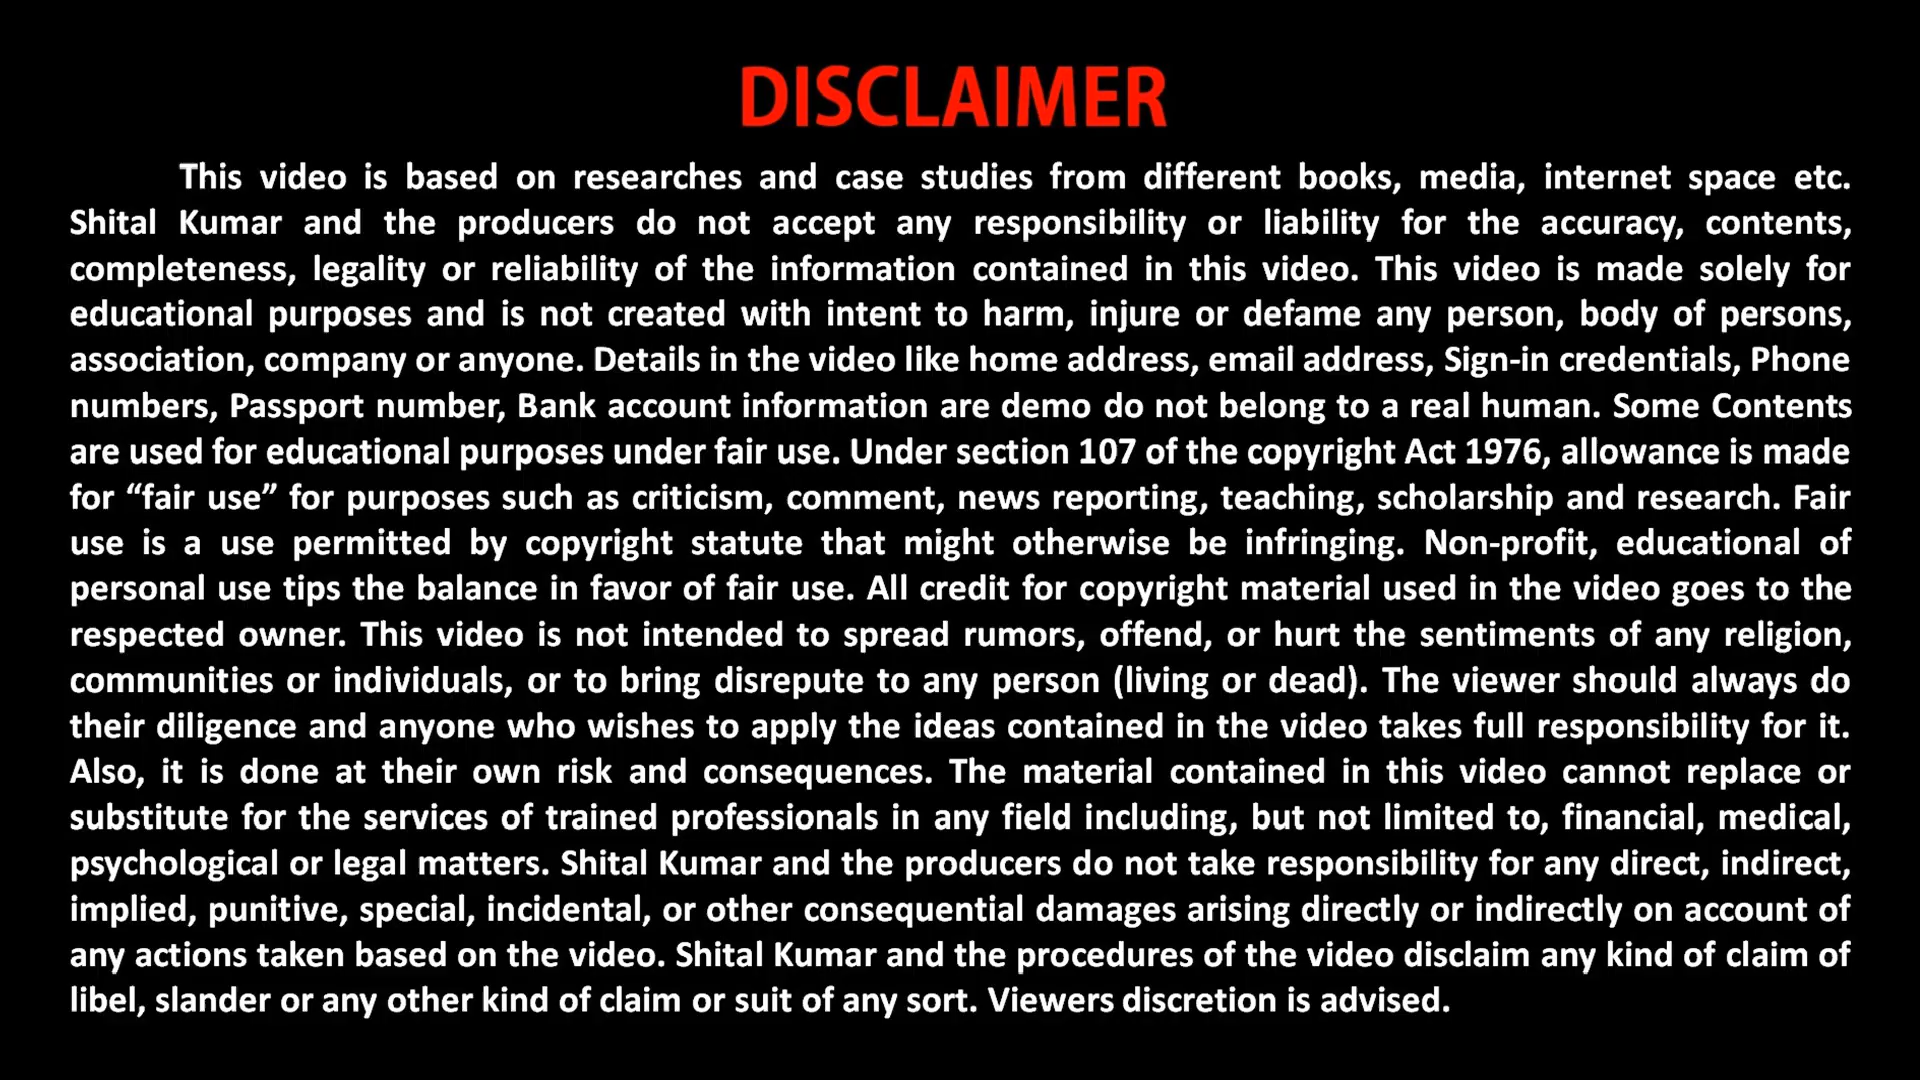 DISCLAIMER
This video is based on researches and case studies from different books, media, internet space etc.
Shital Kumar and the producers do not accept any responsibility or liability for the accuracy, contents,
completeness, legality or reliability of the information contained in this video. This video is made solely for
educational purposes and is not created with intent to harm, injure or defame any person, body of persons,
association, company or anyone. Details in the video like home address, email address, Sign-in credentials, Phone
numbers, Passport number, Bank account information are demo do not belong to a real human. Some Contents
are used for educational purposes under fair use. Under section 107 of the copyright Act 1976, allowance is made
for “fair use” for purposes such as criticism, comment, news reporting, teaching, scholarship and research. Fair
use is a use permitted by copyright statute that might otherwise be infringing. Non-profit, educational of
personal use tips the balance in favor of fair use. All credit for copyright material used in the video goes to the
respected owner. This video is not intended to spread rumors, offend, or hurt the sentiments of any religion,
communities or individuals, or to bring disrepute to any person (living or dead). The viewer should always do
their diligence and anyone who wishes to apply the ideas contained in the video takes full responsibility for it.
Also, it is done at their own risk and consequences. The material contained in this video cannot replace or
substitute for the services of trained professionals in any field including, but not limited to, financial, medical,
psychological or legal matters. Shital Kumar and the producers do not take responsibility for any direct, indirect,
implied, punitive, special, incidental, or other consequential damages arising directly or indirectly on account of
any actions taken based on the video. Shital Kumar and the procedures of the video disclaim any kind of claim of
libel, slander or any other kind of claim or suit of any sort. Viewers discretion is advised.